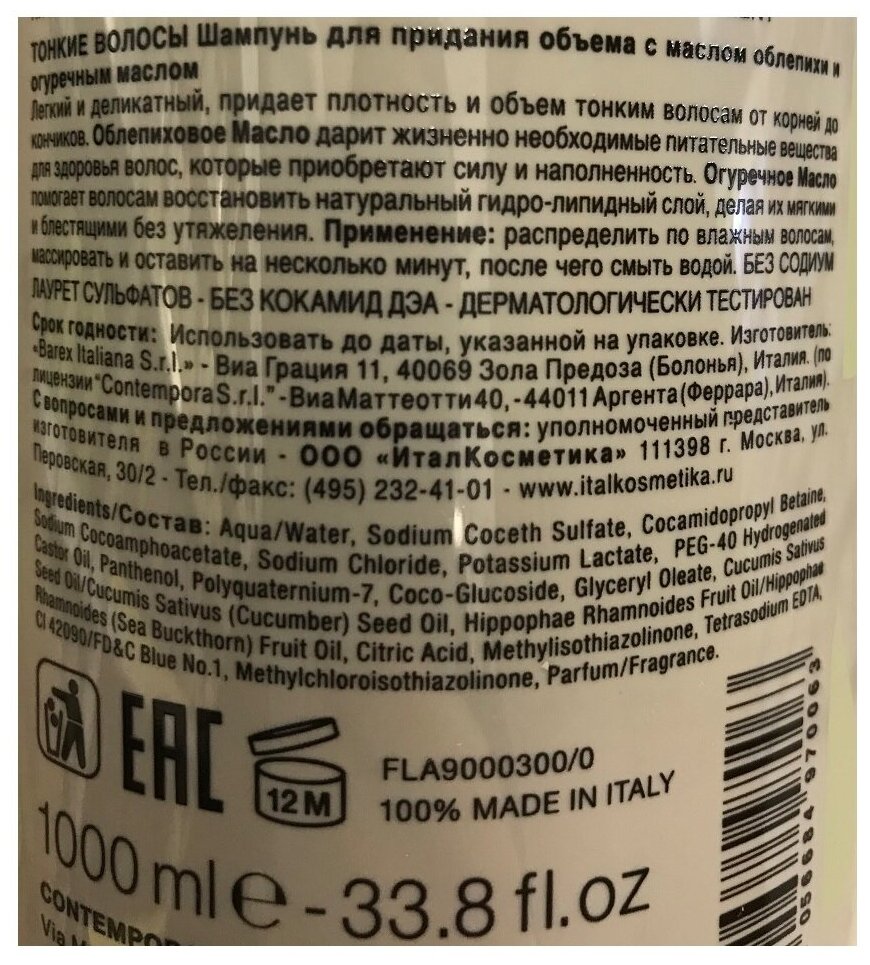 ТОНКИЕ ВОЛОСЫ Шампунь для придания объема с маслом облепихи и
огуречным маслом
Легкий и деликатный, придает плотность и объем тонким волосам от корней до
кончиков. Облепиховое Масло дарит жизненно необходимые питательные вещества
для здоровья волос, которые приобретают силу и наполненность. Огуречное Масло
помогает волосам восстановить натуральный гидро-липидный слой, делая их мягкими
и блестящими без утяжеления. Применение: распределить по влажным волосам,
массировать и оставить на несколько минут, после чего смыть водой. БЕЗ СОДИУМ
ЛАУРЕТ СУЛЬФАТОВ - БЕЗ КОКАМИД ДЭА - ДЕРМАТОЛОГИЧЕСКИ ТЕСТИРОВАН
Срок годности: Использовать до даты, указанной на упаковке. Изготовитель:
«Barex Italiana S.r.l.» - Виа Грация 11, 40069 Зола Предоза (Болонья), Италия. (по
лицензии "Contempora S.r.l." - Виа Маттеотти 40, - 44011 Аргента (Феррара), Италия).
С вопросами и предложениями обращаться: уполномоченный представитель
изготовителя в России - ООО «ИталКосметика» 111398 г. Москва, ул.
Перовская, 30/2 - Тел./факс: (495) 232-41-01 - www.italkosmetika.ru
Ingredients/Состав: Aqua/Water, Sodium Coceth Sulfate, Cocamidopropyl Betaine,
Sodium Cocoamphoacetate, Sodium Chloride, Potassium Lactate, PEG-40 Hydrogenated
Castor Oil, Panthenol, Polyquaternium-7, Coco-Glucoside, Glyceryl Oleate, Cucumis Sativus
Seed Oil/Cucumis Sativus (Cucumber) Seed Oil, Hippophae Rhamnoides Fruit Oil/Hippophae
Rhamnoides (Sea Buckthorn) Fruit Oil, Citric Acid, Methylisothiazolinone, Tetrasodium EDTA,
CI 42090/FD&C Blue No.1, Methylchloroisothiazolinone, Parfum/Fragrance.
EAC
12 M
FLA9000300/0
100% MADE IN ITALY
1000 ml e - 33.8 fl.oz
056684 970063
CONTEMPOR
Via